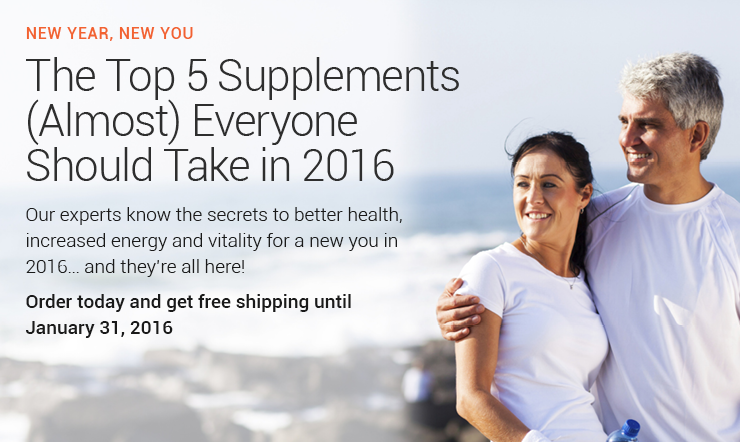 NEW YEAR, NEW YOU
The Top 5 Supplements
(Almost) Everyone
Should Take in 2016
Our experts know the secrets to better health,
increased energy and vitality for a new you in
2016... and they're all here!
Order today and get free shipping until
January 31, 2016